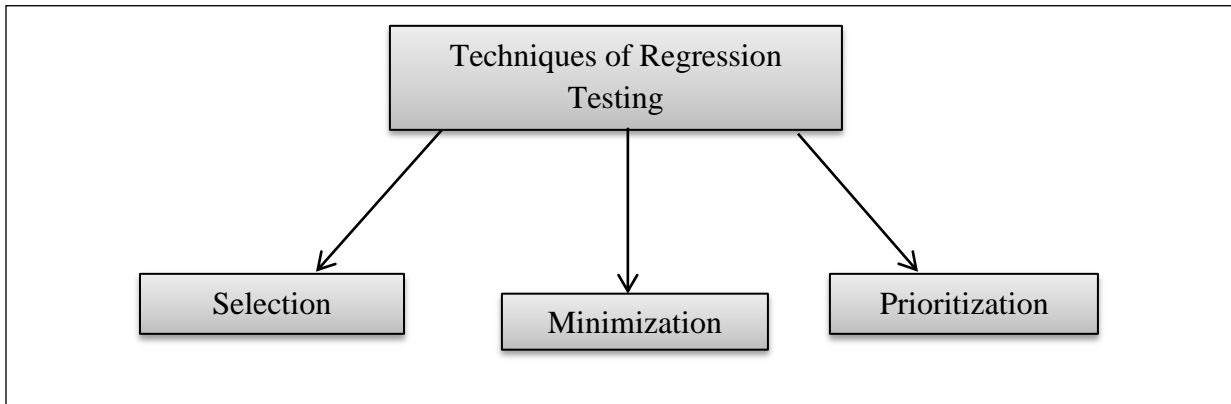 Techniques of Regression
Testing
Selection
Minimization
Prioritization